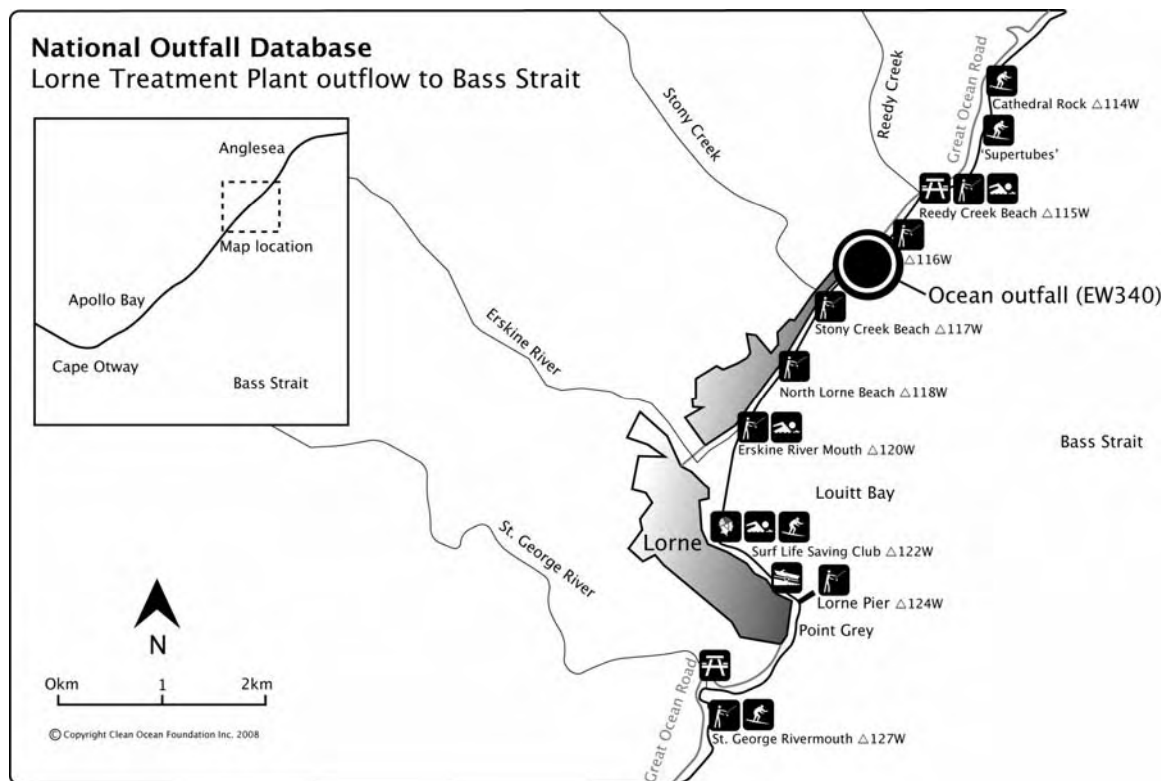 National Outfall Database
Lorne Treatment Plant outflow to Bass Strait
Anglesea
Map location
Apollo Bay
Cape Otway
Bass Strait
Stony Creek
Reedy Creek
Great Ocean Road
Cathedral Rock △114W
'Supertubes'
Reedy Creek Beach △115W
△116W
Ocean outfall (EW340)
Stony Creek Beach △117W
Erskine River
North Lorne Beach △118W
Erskine River Mouth △120W
Bass Strait
Louitt Bay
St. George River
Lorne
Surf Life Saving Club △122W
Lorne Pier △124W
Point Grey
N
0km 1 2km
Great Ocean Road
St. George Rivermouth △127W
© Copyright Clean Ocean Foundation Inc. 2008